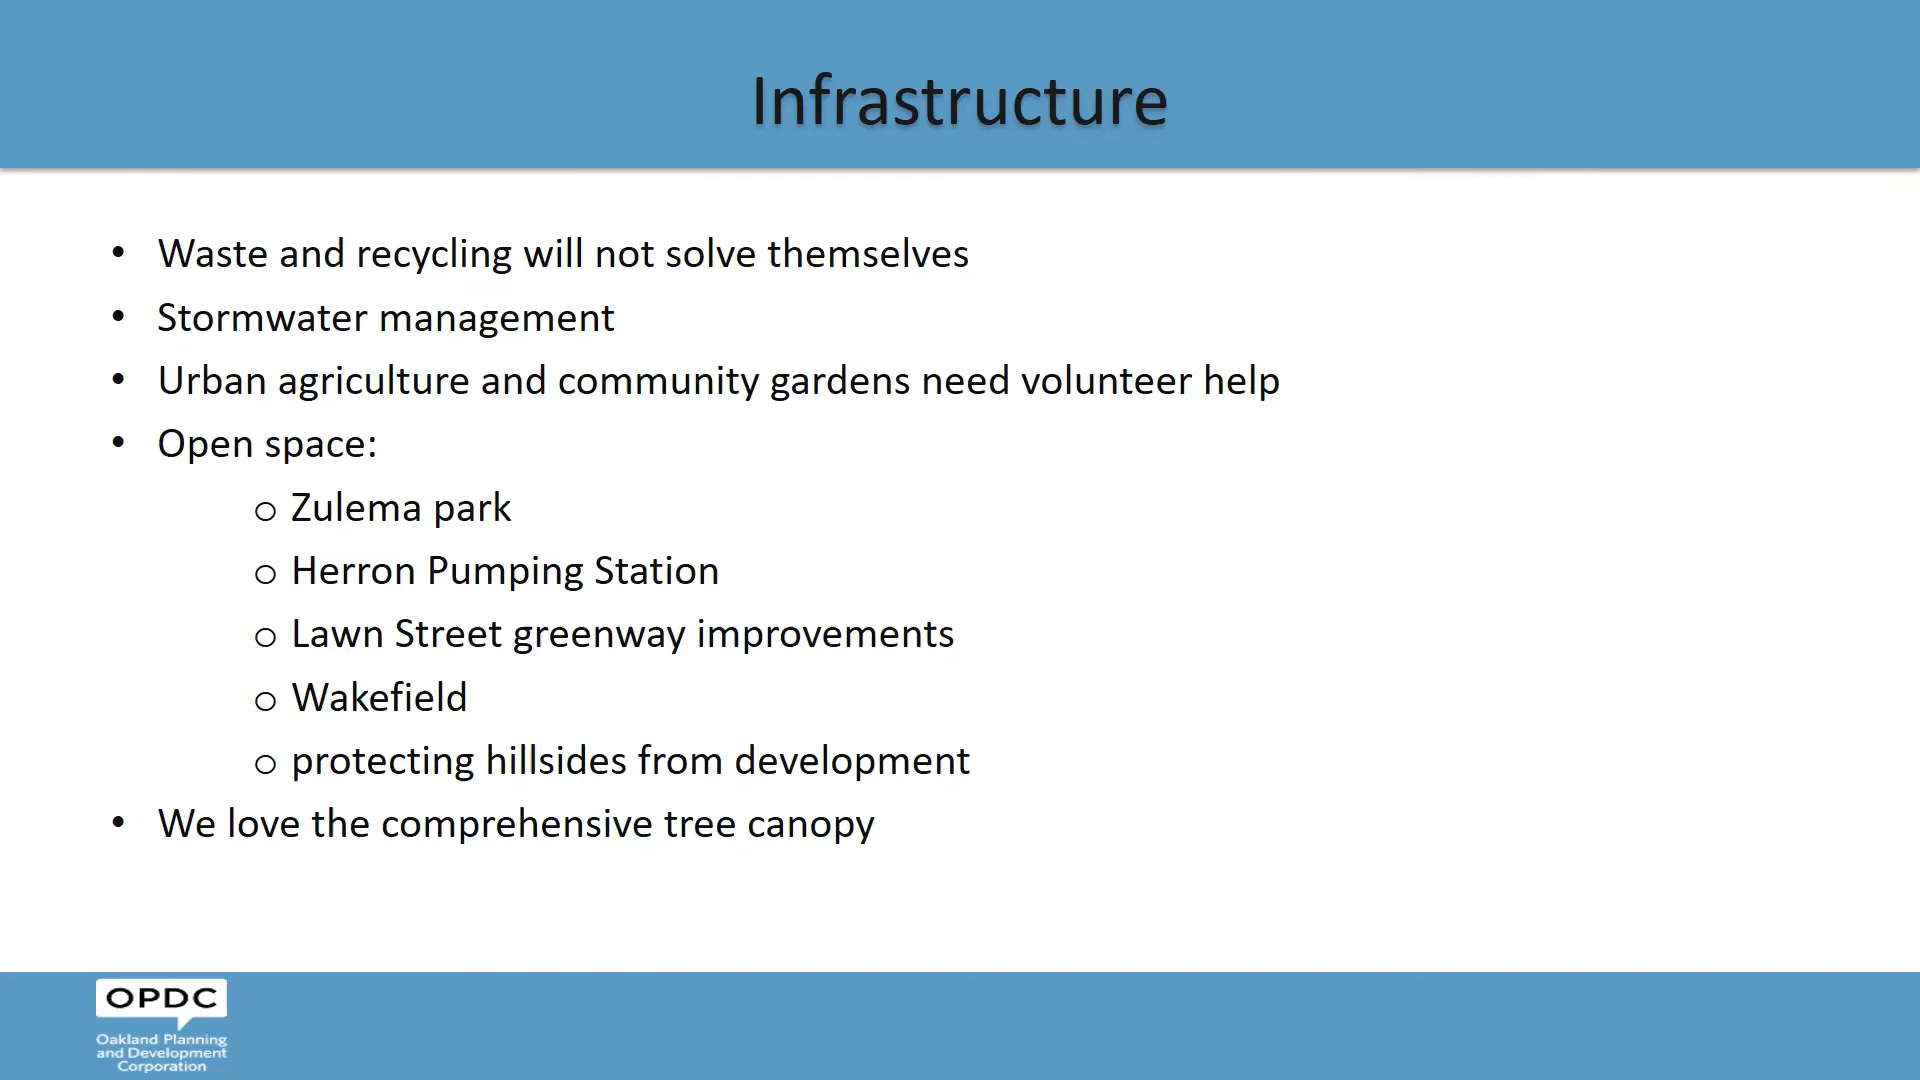 Infrastructure
• Waste and recycling will not solve themselves
• Stormwater management
• Urban agriculture and community gardens need volunteer help
• Open space:
o Zulema park
o Herron Pumping Station
o Lawn Street greenway improvements
o Wakefield
o protecting hillsides from development
• We love the comprehensive tree canopy
OPDC
Oakland Planning
and Development
Corporation